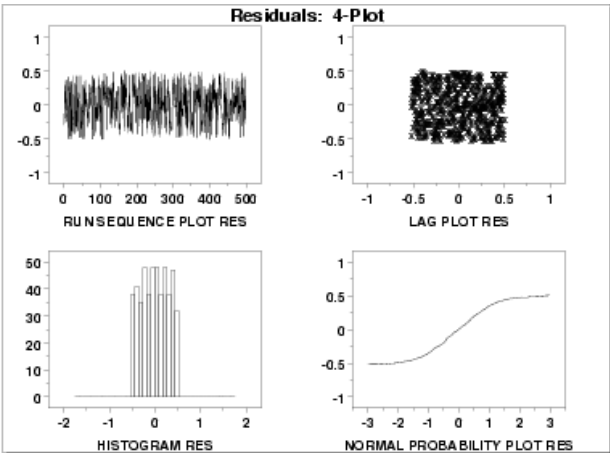 Residuals: 4-Plot
1
0.5
0
-0.5
-1
0 100 200 300 400 500
RUN SEQUENCE PLOT RES
1
0.5
0
-0.5
-1
-1 -0.5 0 0.5 1
LAG PLOT RES
50
40
30
20
10
0
-2 -1 0 1 2
HISTOGRAM RES
1
0.5
0
-0.5
-1
-3 -2 -1 0 1 2 3
NORMAL PROBABILITY PLOT RES